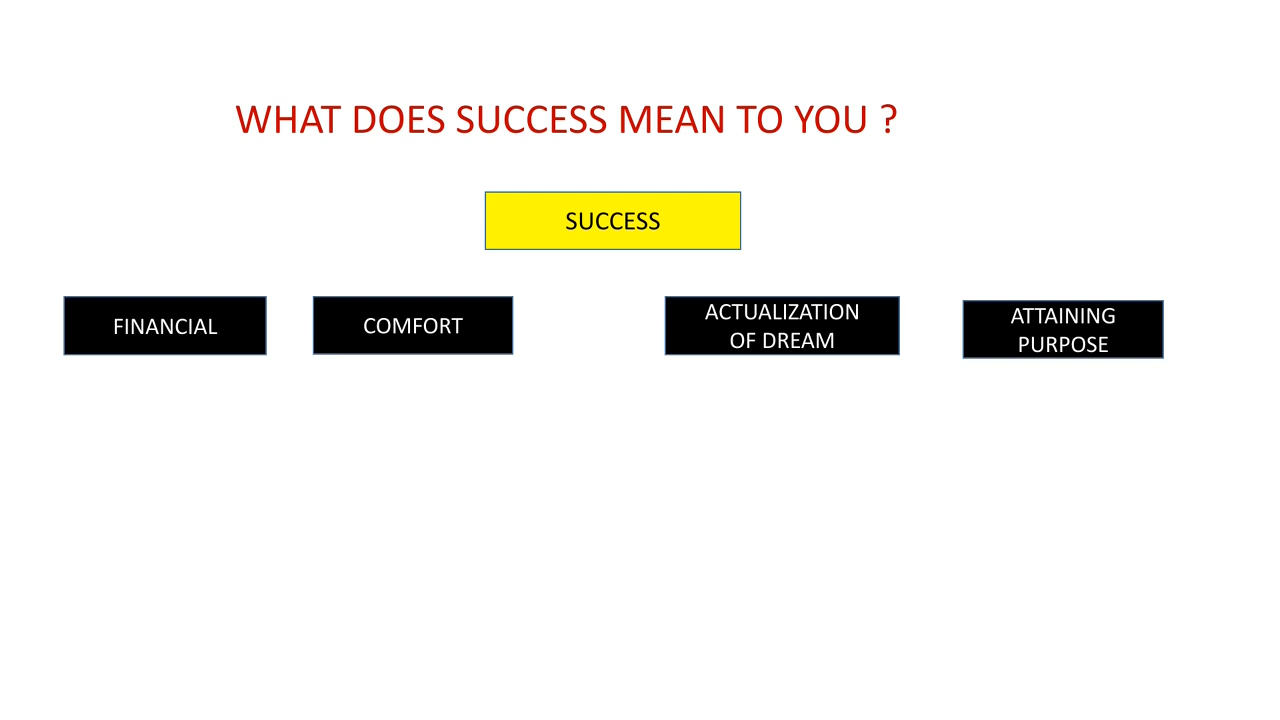 WHAT DOES SUCCESS MEAN TO YOU ?
SUCCESS
FINANCIAL
COMFORT
ACTUALIZATION
OF DREAM
ATTAINING
PURPOSE